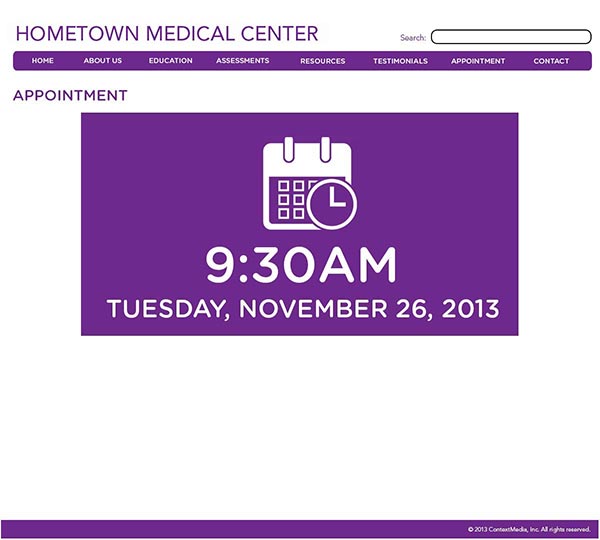 HOMETOWN MEDICAL CENTER
Search:
HOME ABOUT US EDUCATION ASSESSMENTS RESOURCES TESTIMONIALS APPOINTMENT CONTACT
APPOINTMENT
9:30AM
TUESDAY, NOVEMBER 26, 2013
© 2013 ContextMedia, Inc. All rights reserved.